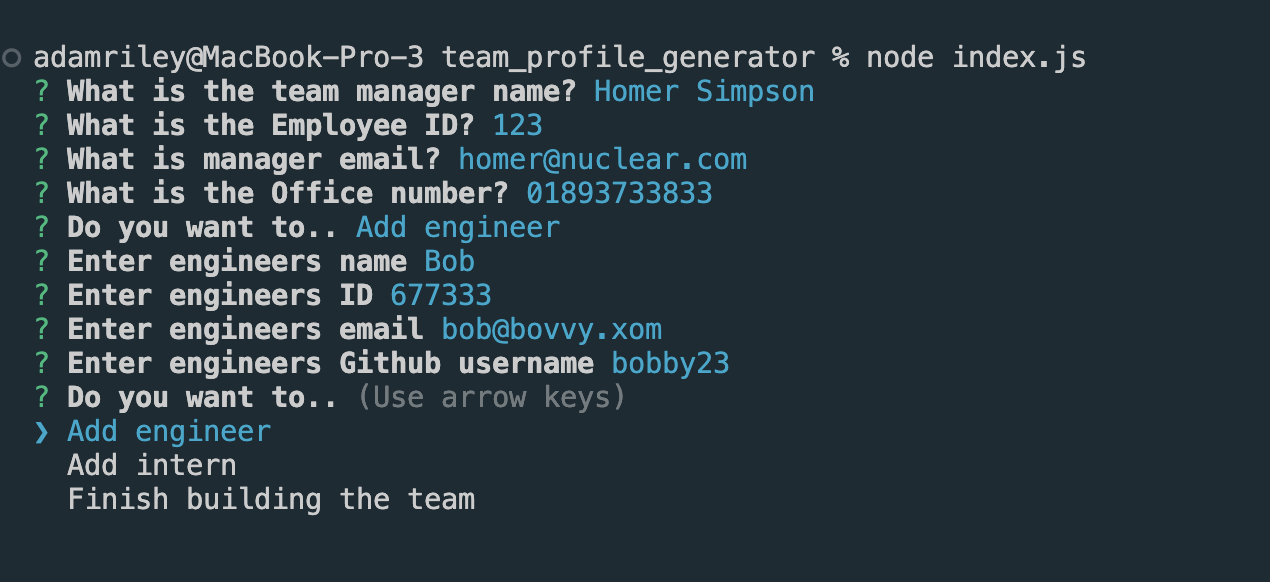 adamriley@MacBook-Pro-3 team_profile_generator % node index.js
? What is the team manager name? Homer Simpson
? What is the Employee ID? 123
? What is manager email? homer@nuclear.com
? What is the Office number? 01893733833
? Do you want to.. Add engineer
? Enter engineers name Bob
? Enter engineers ID 677333
? Enter engineers email bob@bovvy.xom
? Enter engineers Github username bobby23
? Do you want to.. (Use arrow keys)
❯ Add engineer
Add intern
Finish building the team